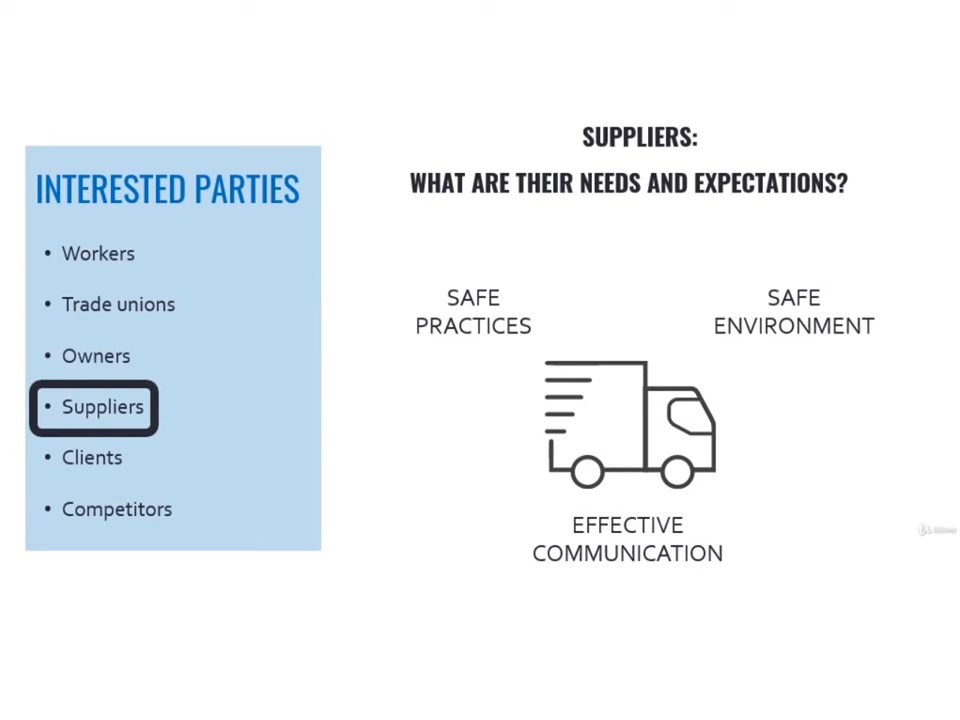 INTERESTED PARTIES
• Workers
• Trade unions
• Owners
• Suppliers
• Clients
• Competitors
SUPPLIERS:
WHAT ARE THEIR NEEDS AND EXPECTATIONS?
SAFE
PRACTICES
SAFE
ENVIRONMENT
EFFECTIVE
COMMUNICATION